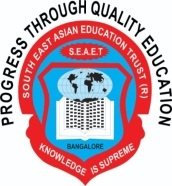 PROGRESS THROUGH QUALITY EDUCATION
SOUTH EAST ASIAN EDUCATION TRUST (R)
S.E.A.E.T
BANGALORE
KNOWLEDGE IS SUPREME